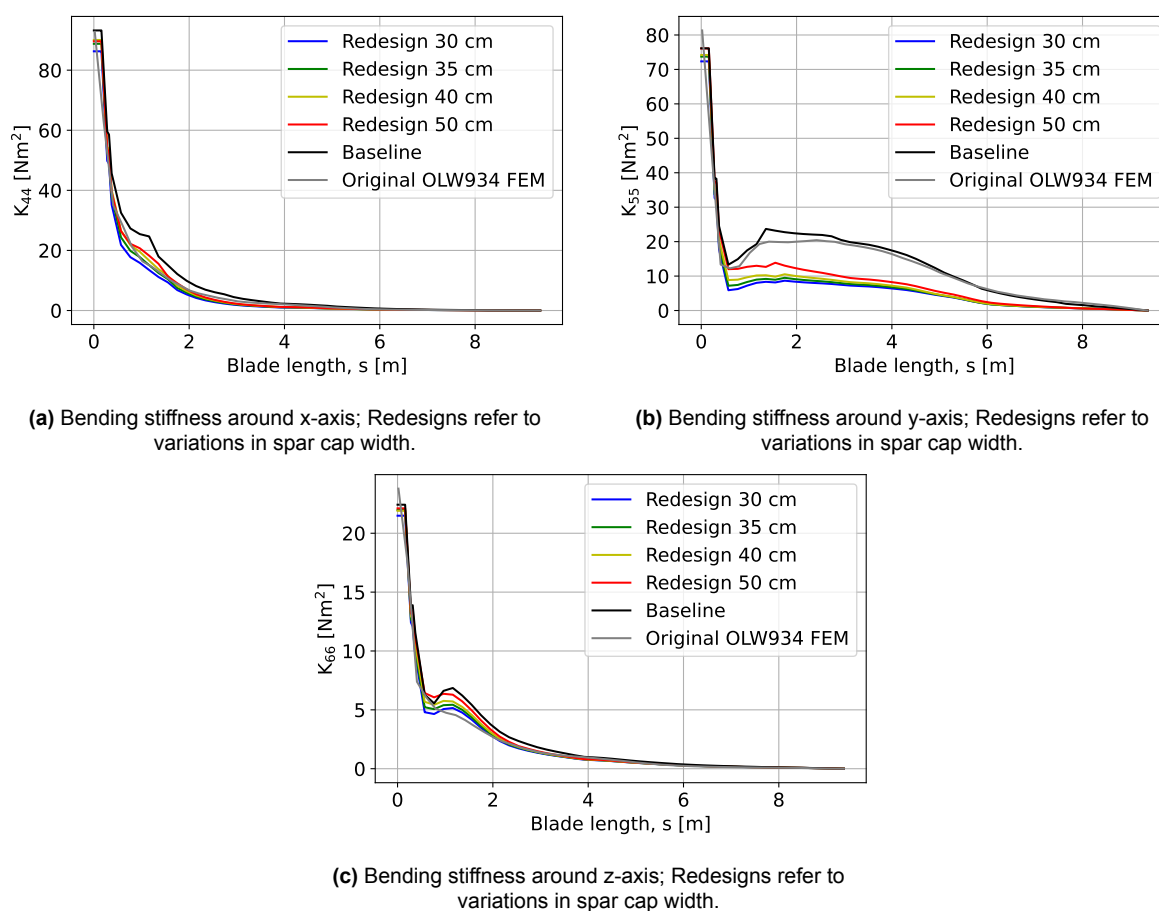 K44 [Nm2]
80
60
40
20
0
0 2 4 6 8
Blade length, s [m]
Redesign 30 cm
Redesign 35 cm
Redesign 40 cm
Redesign 50 cm
Baseline
Original OLW934 FEM
K55 [Nm2]
80
70
60
50
40
30
20
10
0
0 2 4 6 8
Blade length, s [m]
Redesign 30 cm
Redesign 35 cm
Redesign 40 cm
Redesign 50 cm
Baseline
Original OLW934 FEM
(a) Bending stiffness around x-axis; Redesigns refer to
variations in spar cap width.
(b) Bending stiffness around y-axis; Redesigns refer to
variations in spar cap width.
K66 [Nm2]
20
15
10
5
0
0 2 4 6 8
Blade length, s [m]
Redesign 30 cm
Redesign 35 cm
Redesign 40 cm
Redesign 50 cm
Baseline
Original OLW934 FEM
(c) Bending stiffness around z-axis; Redesigns refer to
variations in spar cap width.